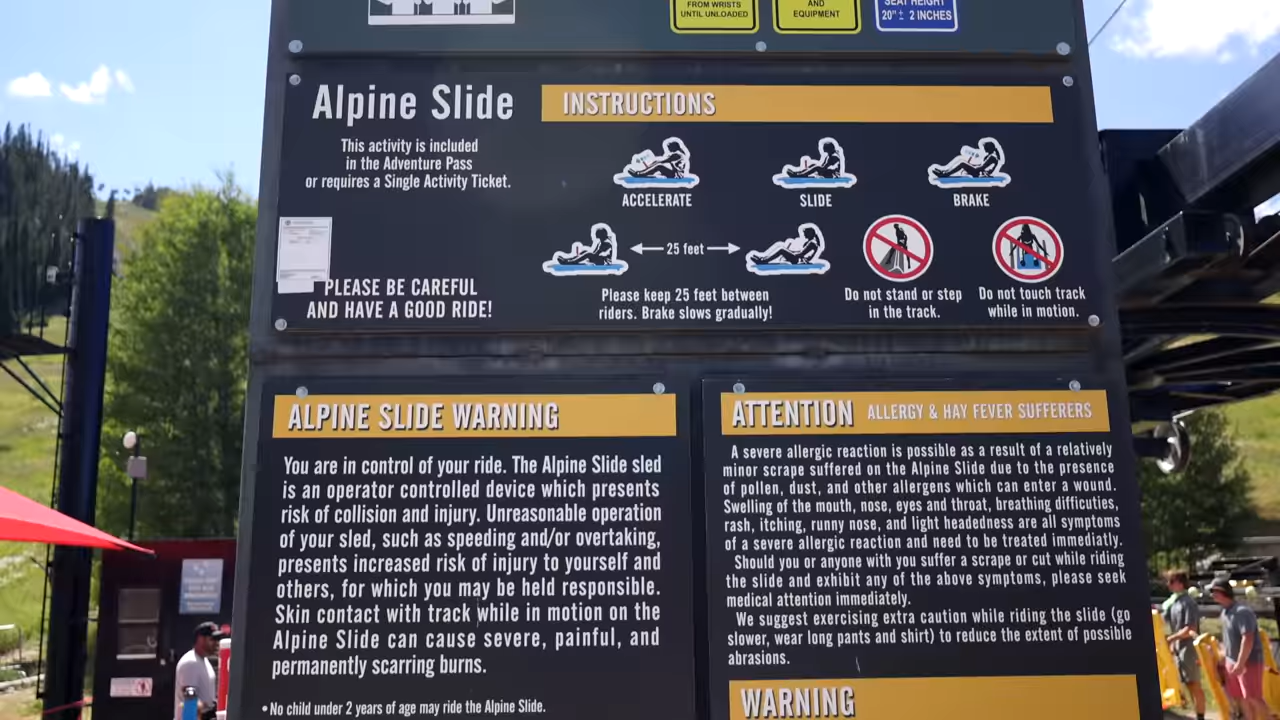 FROM WRISTS
UNTIL UNLOADED
AND
EQUIPMENT
SEAT HEIGHT
20" ± 2 INCHES
Alpine Slide
This activity is included
in the Adventure Pass
or requires a Single Activity Ticket.
PLEASE BE CAREFUL
AND HAVE A GOOD RIDE!
INSTRUCTIONS
ACCELERATE
SLIDE
BRAKE
25 feet
Please keep 25 feet between
riders. Brake slows gradually!
Do not stand or step
in the track.
Do not touch track
while in motion.
ALPINE SLIDE WARNING
You are in control of your ride. The Alpine Slide sled
is an operator controlled device which presents
risk of collision and injury. Unreasonable operation
of your sled, such as speeding and/or overtaking,
presents increased risk of injury to yourself and
others, for which you may be held responsible.
Skin contact with track while in motion on the
Alpine Slide can cause severe, painful, and
permanently scarring burns.
• No child under 2 years of age may ride the Alpine Slide.
ATTENTION ALLERGY & HAY FEVER SUFFERERS
A severe allergic reaction is possible as a result of a relatively
minor scrape suffered on the Alpine Slide due to the presence
of pollen, dust, and other allergens which can enter a wound.
Swelling of the mouth, nose, eyes and throat, breathing difficulties,
rash, itching, runny nose, and light headedness are all symptoms
of a severe allergic reaction and need to be treated immediatly.
Should you or anyone with you suffer a scrape or cut while riding
the slide and exhibit any of the above symptoms, please seek
medical attention immediately.
We suggest exercising extra caution while riding the slide (go
slower, wear long pants and shirt) to reduce the extent of possible
abrasions.
WARNING